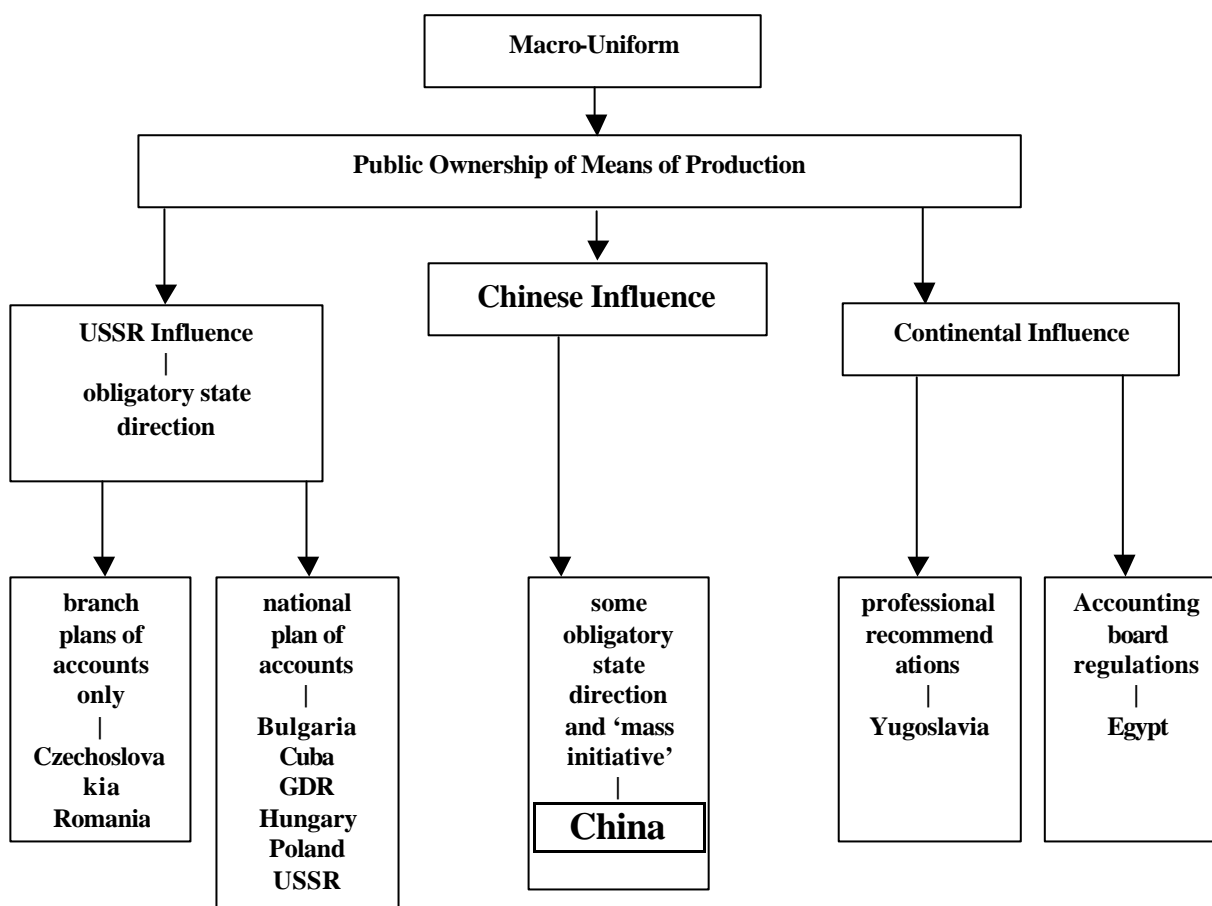 Macro-Uniform
Public Ownership of Means of Production
USSR Influence
|
obligatory state
direction
Chinese Influence
Continental Influence
branch
plans of
accounts
only
|
Czechoslova
kia
Romania
national
plan of
accounts
|
Bulgaria
Cuba
GDR
Hungary
Poland
USSR
some
obligatory
state
direction
and ‘mass
initiative’
|
China
professional
recommend
ations
|
Yugoslavia
Accounting
board
regulations
|
Egypt